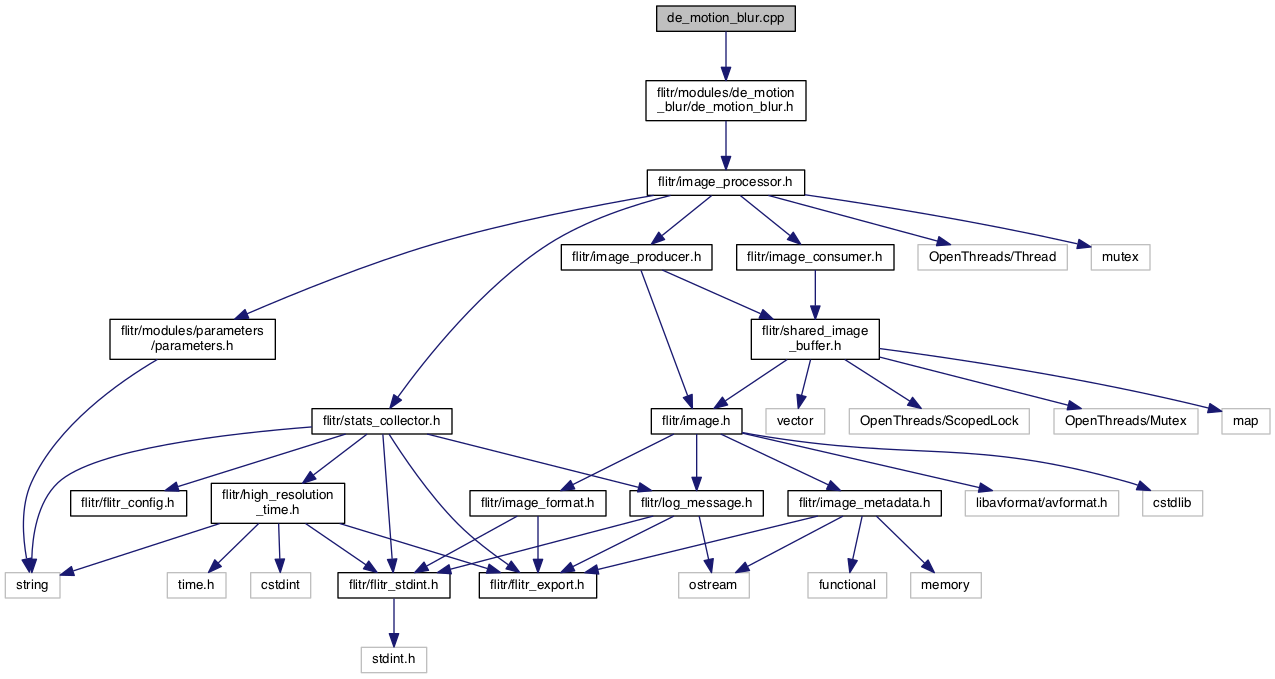 de_motion_blur.cpp
flitr/modules/de_motion
_blur/de_motion_blur.h
flitr/image_processor.h
flitr/image_producer.h
flitr/image_consumer.h
OpenThreads/Thread
mutex
flitr/modules/parameters
/parameters.h
flitr/shared_image
_buffer.h
flitr/stats_collector.h
flitr/image.h
vector
OpenThreads/ScopedLock
OpenThreads/Mutex
map
flitr/flitr_config.h
flitr/high_resolution
_time.h
flitr/image_format.h
flitr/log_message.h
flitr/image_metadata.h
libavformat/avformat.h
cstdlib
string
time.h
cstdint
flitr/flitr_stdint.h
flitr/flitr_export.h
ostream
functional
memory
stdint.h